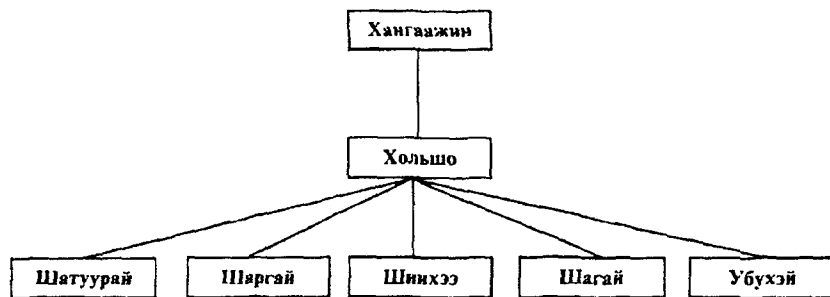 Хангаажин
Хольшо
Шатуурай
Шаргай
Шинхээ
Шагай
Убухэй